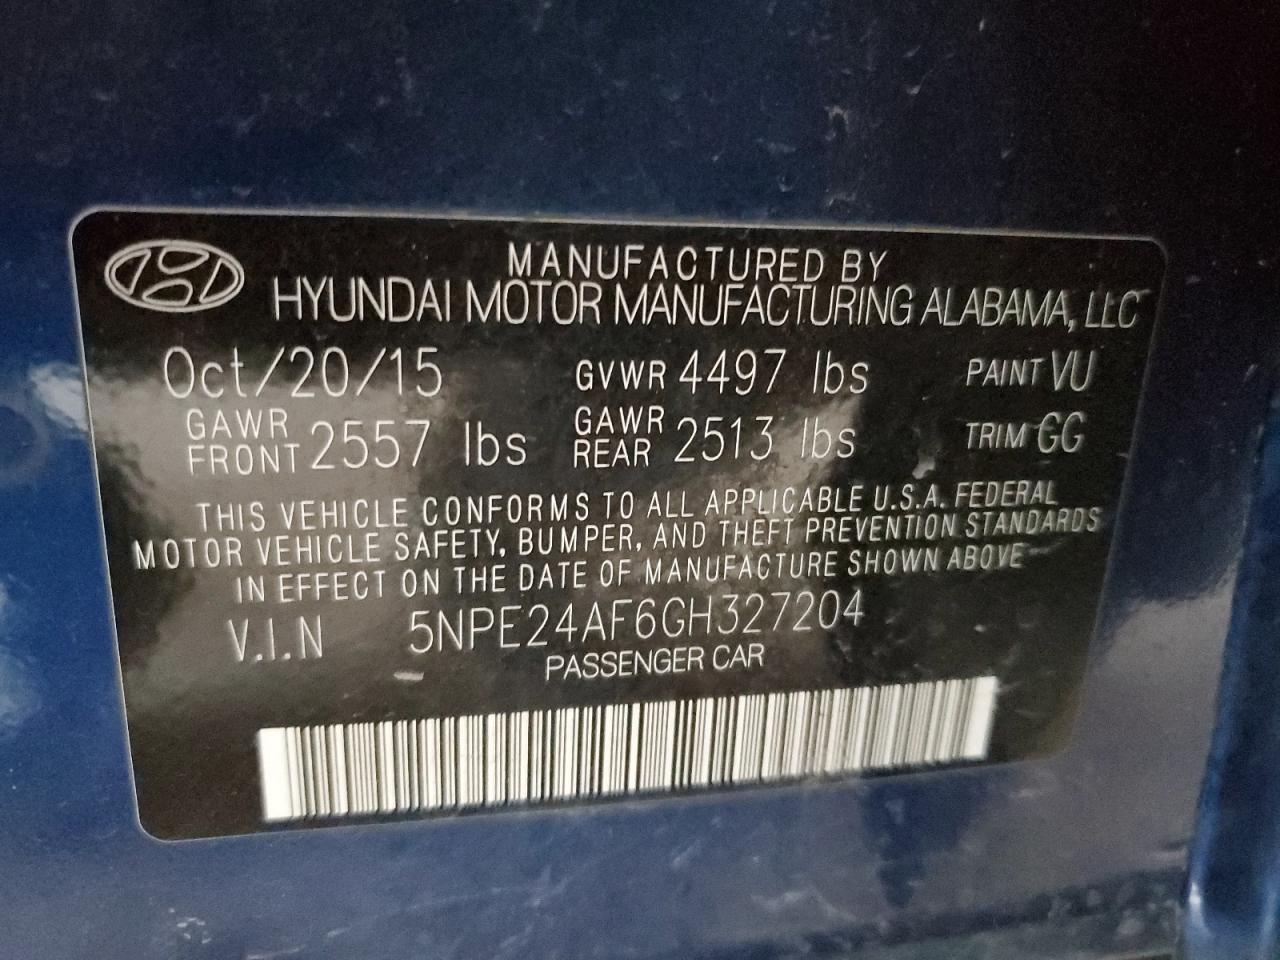 MANUFACTURED BY
HYUNDAI MOTOR MANUFACTURING ALABAMA, LLC
Oct/20/15 GVWR 4497 lbs PAINT VU
GAWR FRONT 2557 lbs GAWR REAR 2513 lbs TRIM GG
THIS VEHICLE CONFORMS TO ALL APPLICABLE U.S.A. FEDERAL
MOTOR VEHICLE SAFETY, BUMPER, AND THEFT PREVENTION STANDARDS
IN EFFECT ON THE DATE OF MANUFACTURE SHOWN ABOVE
V.I.N 5NPE24AF6GH327204
PASSENGER CAR